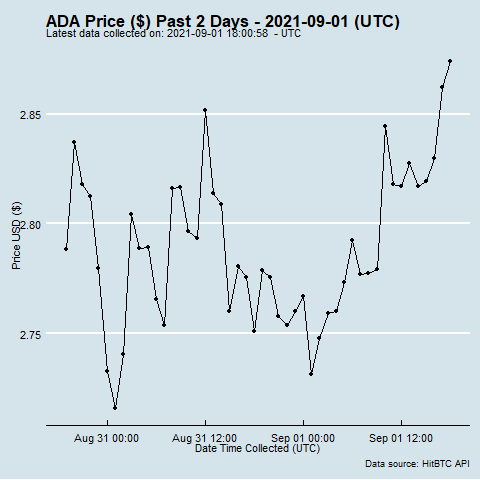 ADA Price ($) Past 2 Days - 2021-09-01 (UTC)
Latest data collected on: 2021-09-01 18:00:58  - UTC
2.85
2.80
2.75
Price USD ($)
Aug 31 00:00
Aug 31 12:00
Sep 01 00:00
Sep 01 12:00
Date Time Collected (UTC)
Data source: HitBTC API